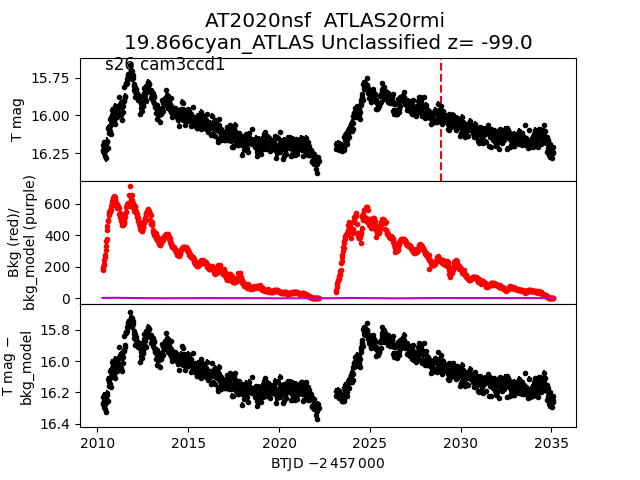 AT2020nsf  ATLAS20rmi
19.866cyan_ATLAS Unclassified z= -99.0
s26 cam3ccd1
T mag
15.75
16.00
16.25
Bkg (red)/
bkg_model (purple)
600
400
200
0
T mag −
bkg_model
15.8
16.0
16.2
16.4
2010
2015
2020
2025
2030
2035
BTJD −2 457 000